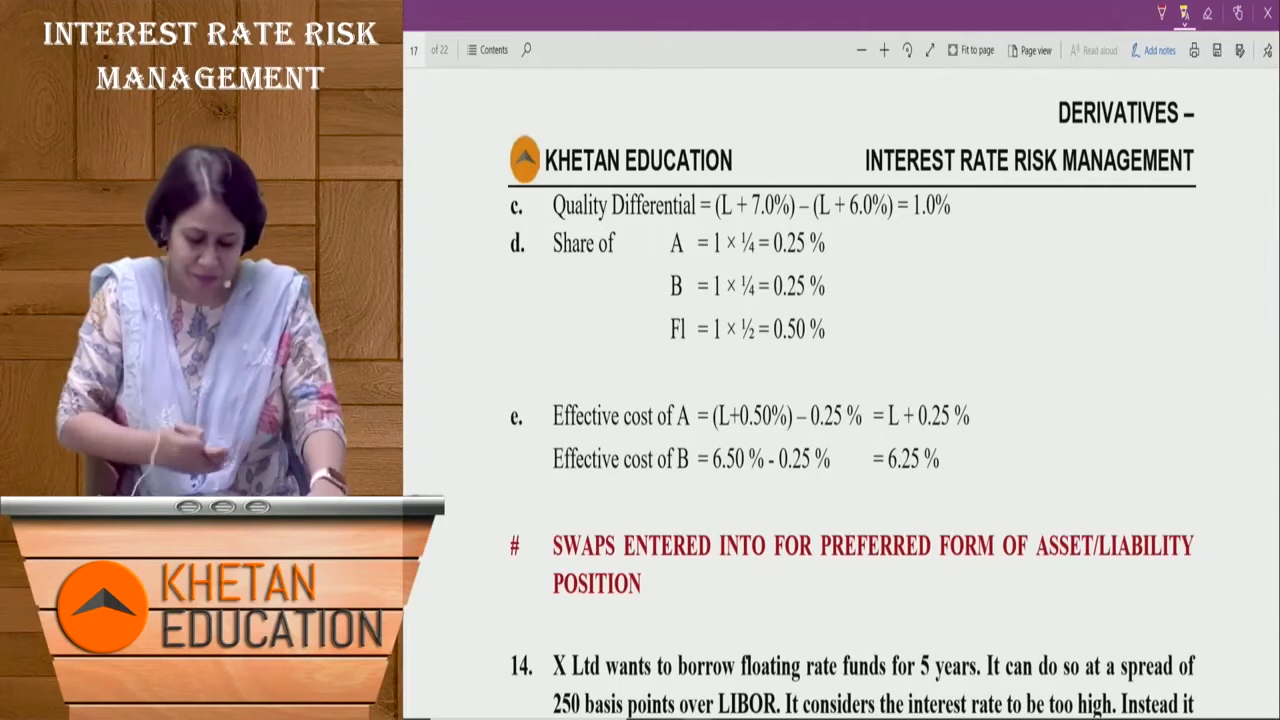 INTEREST RATE RISK
MANAGEMENT
17 of 22 Contents Fit to page Page view Read aloud Add notes
DERIVATIVES –
KHETAN EDUCATION INTEREST RATE RISK MANAGEMENT
c. Quality Differential = (L + 7.0%) – (L + 6.0%) = 1.0%
d. Share of A = 1 × ¼ = 0.25 %
B = 1 × ¼ = 0.25 %
Fl = 1 × ½ = 0.50 %
e. Effective cost of A = (L+0.50%) – 0.25 % = L + 0.25 %
Effective cost of B = 6.50 % - 0.25 % = 6.25 %
# SWAPS ENTERED INTO FOR PREFERRED FORM OF ASSET/LIABILITY
POSITION
14. X Ltd wants to borrow floating rate funds for 5 years. It can do so at a spread of
250 basis points over LIBOR. It considers the interest rate to be too high. Instead it
KHETAN
EDUCATION